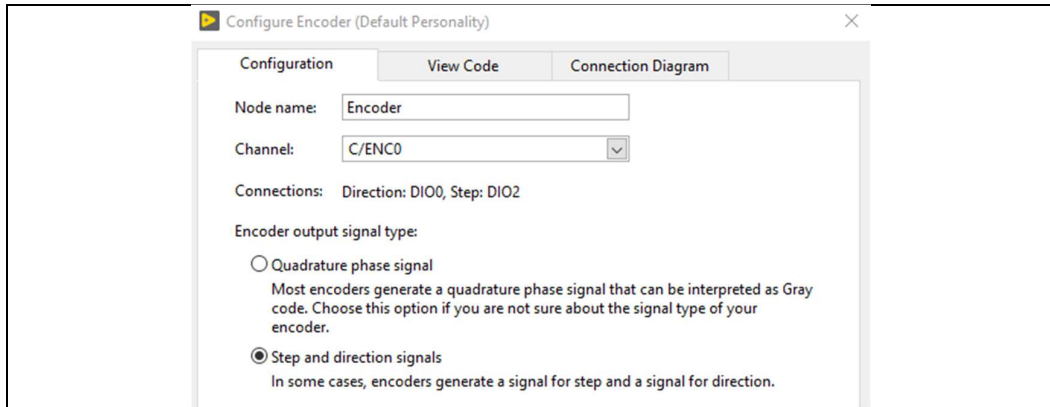 Configure Encoder (Default Personality)
Configuration
View Code
Connection Diagram
Node name:
Encoder
Channel:
C/ENC0
Connections:
Direction: DIO0, Step: DIO2
Encoder output signal type:
Quadrature phase signal
Most encoders generate a quadrature phase signal that can be interpreted as Gray
code. Choose this option if you are not sure about the signal type of your
encoder.
Step and direction signals
In some cases, encoders generate a signal for step and a signal for direction.